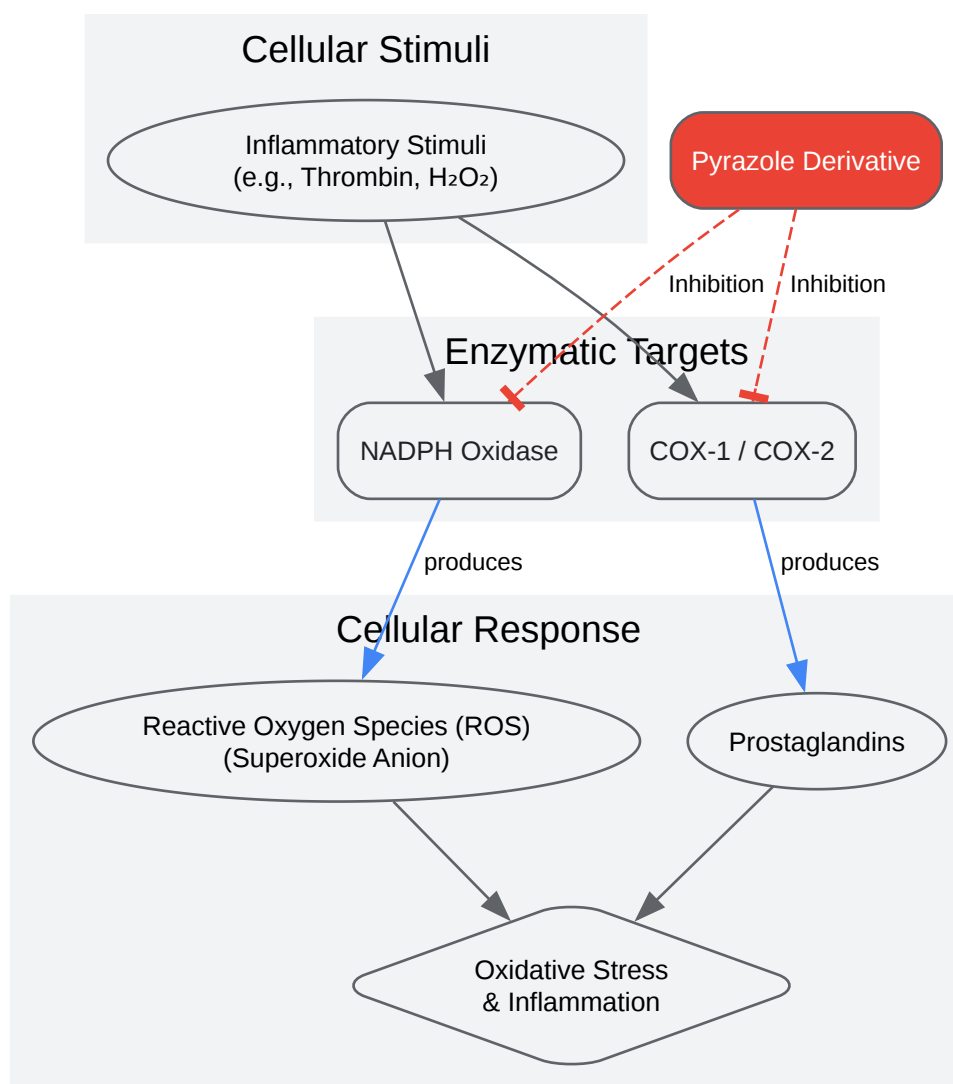 Cellular Stimuli
Inflammatory Stimuli
(e.g., Thrombin, H₂O₂)
Pyrazole Derivative
Inhibition
Inhibition
Enzymatic Targets
NADPH Oxidase
COX-1 / COX-2
produces
produces
Cellular Response
Reactive Oxygen Species (ROS)
(Superoxide Anion)
Prostaglandins
Oxidative Stress
& Inflammation